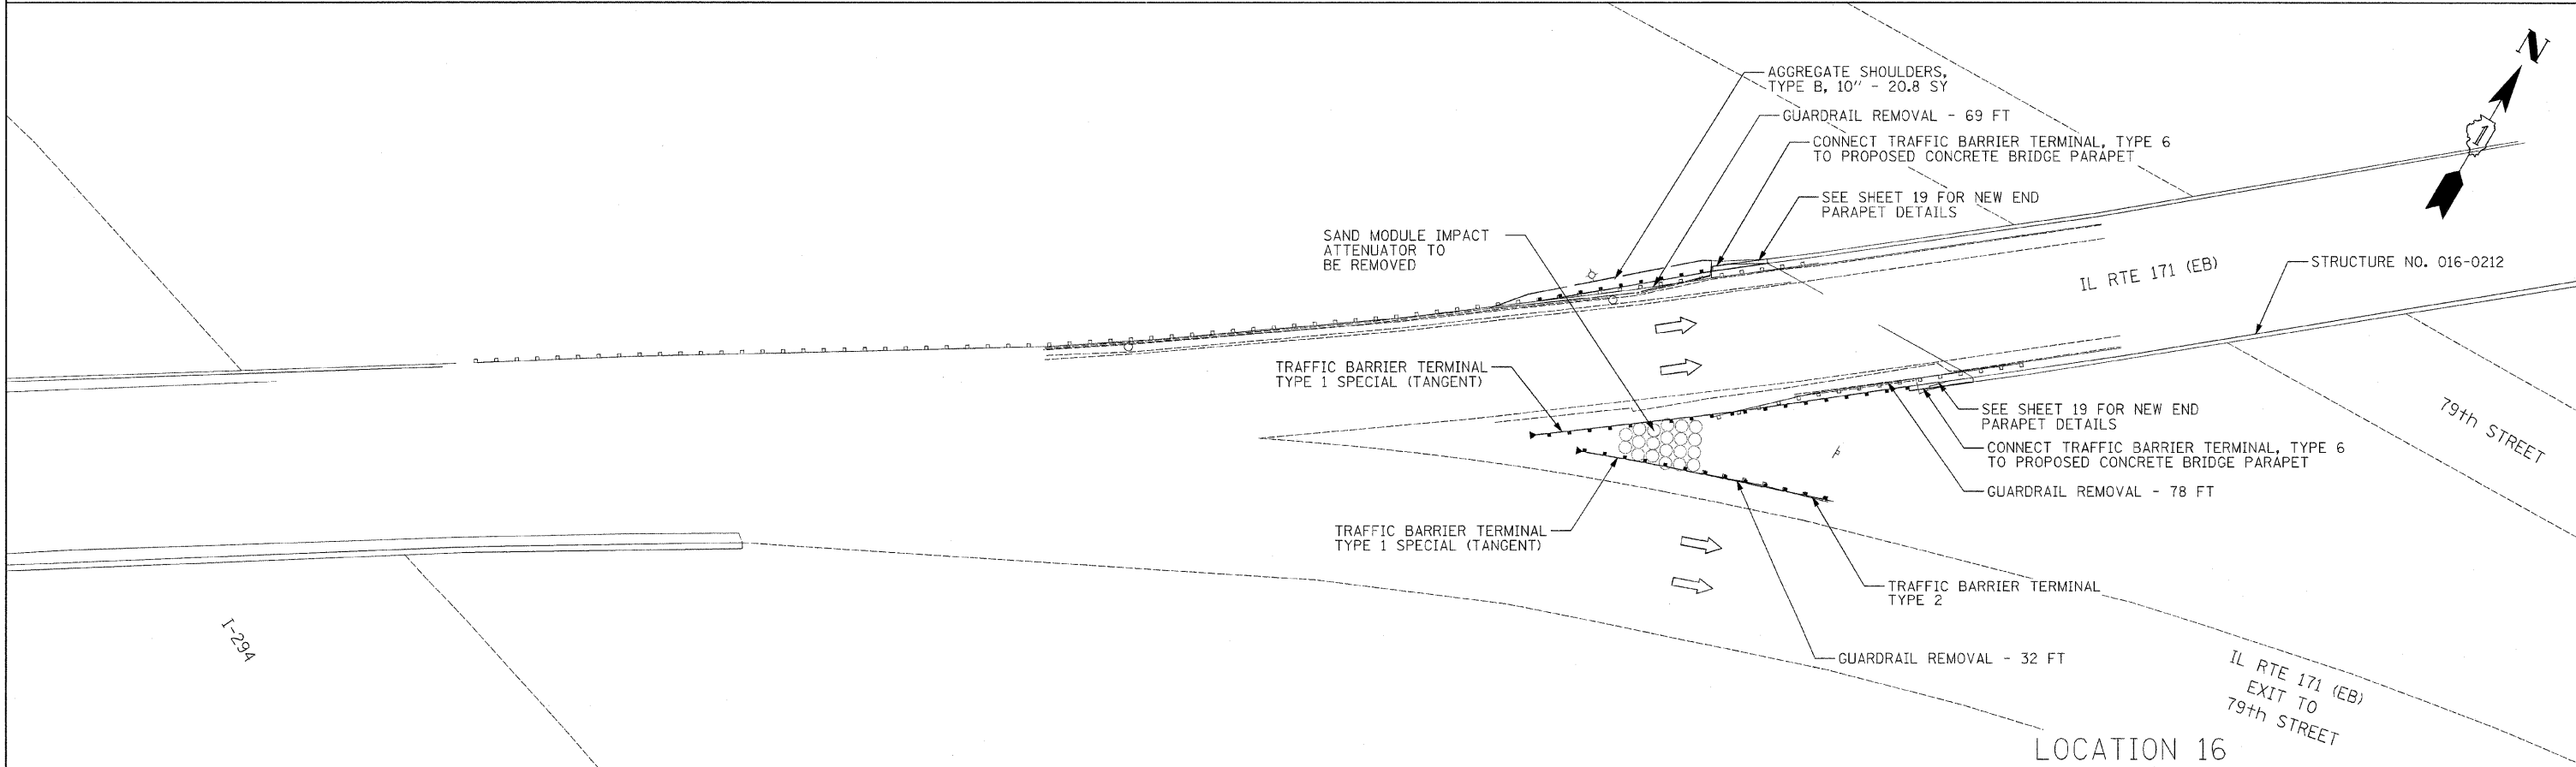 N
1
AGGREGATE SHOULDERS,
TYPE B, 10" - 20.8 SY
GUARDRAIL REMOVAL - 69 FT
CONNECT TRAFFIC BARRIER TERMINAL, TYPE 6
TO PROPOSED CONCRETE BRIDGE PARAPET
SEE SHEET 19 FOR NEW END
PARAPET DETAILS
SAND MODULE IMPACT
ATTENUATOR TO
BE REMOVED
IL RTE 171 (EB)
STRUCTURE NO. 016-0212
TRAFFIC BARRIER TERMINAL
TYPE 1 SPECIAL (TANGENT)
SEE SHEET 19 FOR NEW END
PARAPET DETAILS
CONNECT TRAFFIC BARRIER TERMINAL, TYPE 6
TO PROPOSED CONCRETE BRIDGE PARAPET
GUARDRAIL REMOVAL - 78 FT
79th STREET
TRAFFIC BARRIER TERMINAL
TYPE 1 SPECIAL (TANGENT)
TRAFFIC BARRIER TERMINAL
TYPE 2
GUARDRAIL REMOVAL - 32 FT
I-294
IL RTE 171 (EB)
EXIT TO
79th STREET
LOCATION 16